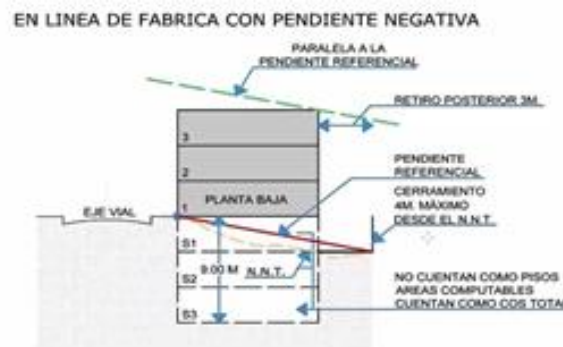 EN LINEA DE FABRICA CON PENDIENTE NEGATIVA
PARALELA A LA
PENDIENTE REFERENCIAL
RETIRO POSTERIOR 3M.
3
2
PLANTA BAJA
1
EJE VIAL
PENDIENTE
REFERENCIAL
CERRAMIENTO
4M. MÁXIMO
DESDE EL N.N.T.
S1
9.00 M
N.N.T.
S2
S3
NO CUENTAN COMO PISOS
AREAS COMPUTABLES
CUENTAN COMO COS TOTAL